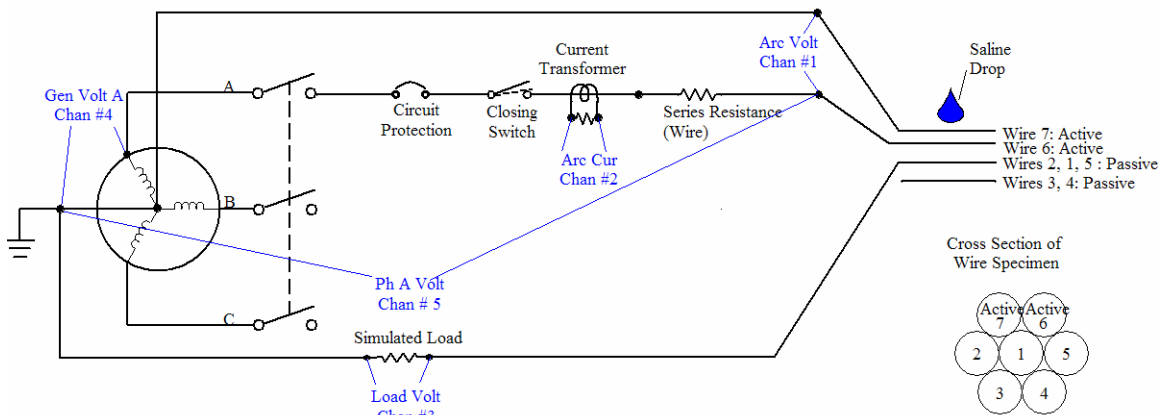 Arc Volt
Chan #1
Saline
Drop
Current
Transformer
Gen Volt A
Chan #4
A
Circuit
Protection
Closing
Switch
Series Resistance
(Wire)
Arc Cur
Chan #2
Wire 7: Active
Wire 6: Active
Wires 2, 1, 5 : Passive
Wires 3, 4: Passive
B
Ph A Volt
Chan # 5
C
Simulated Load
Load Volt
Chan #3
Cross Section of
Wire Specimen
Active
7
Active
6
2
1
5
3
4